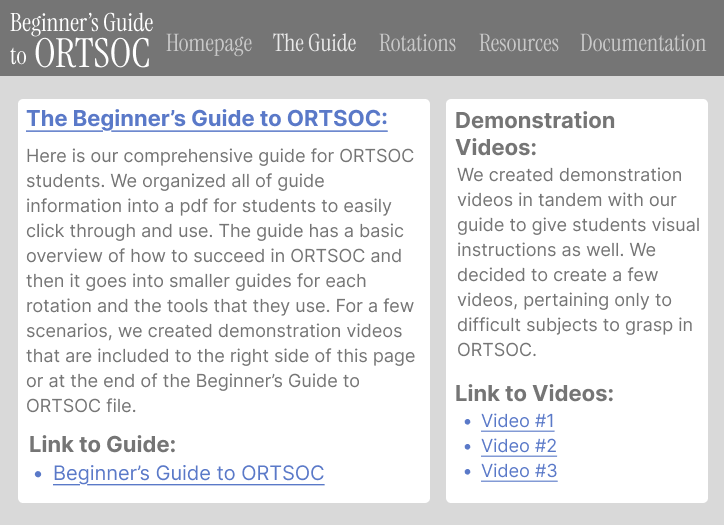 Beginner’s Guide
to ORTSOC
Homepage The Guide Rotations Resources Documentation
The Beginner’s Guide to ORTSOC:
Here is our comprehensive guide for ORTSOC
students. We organized all of guide
information into a pdf for students to easily
click through and use. The guide has a basic
overview of how to succeed in ORTSOC and
then it goes into smaller guides for each
rotation and the tools that they use. For a few
scenarios, we created demonstration videos
that are included to the right side of this page
or at the end of the Beginner’s Guide to
ORTSOC file.
Link to Guide:
• Beginner’s Guide to ORTSOC
Demonstration
Videos:
We created demonstration
videos in tandem with our
guide to give students visual
instructions as well. We
decided to create a few
videos, pertaining only to
difficult subjects to grasp in
ORTSOC.
Link to Videos:
• Video #1
• Video #2
• Video #3